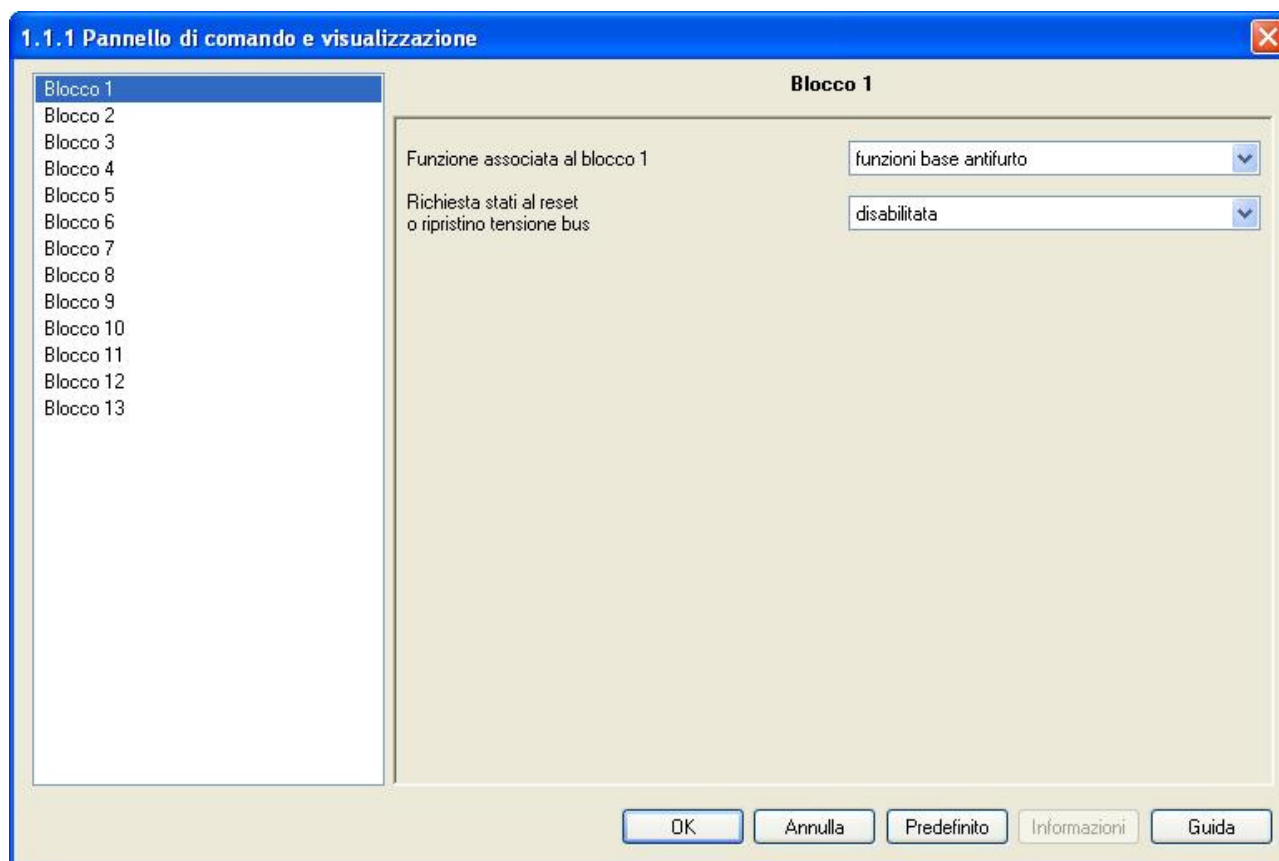 1.1.1 Pannello di comando e visualizzazione
Blocco 1
Blocco 2
Blocco 3
Blocco 4
Blocco 5
Blocco 6
Blocco 7
Blocco 8
Blocco 9
Blocco 10
Blocco 11
Blocco 12
Blocco 13
Blocco 1
Funzione associata al blocco 1
funzioni base antifurto
Richiesta stati al reset
o ripristino tensione bus
disabilitata
OK
Annulla
Predefinito
Informazioni
Guida